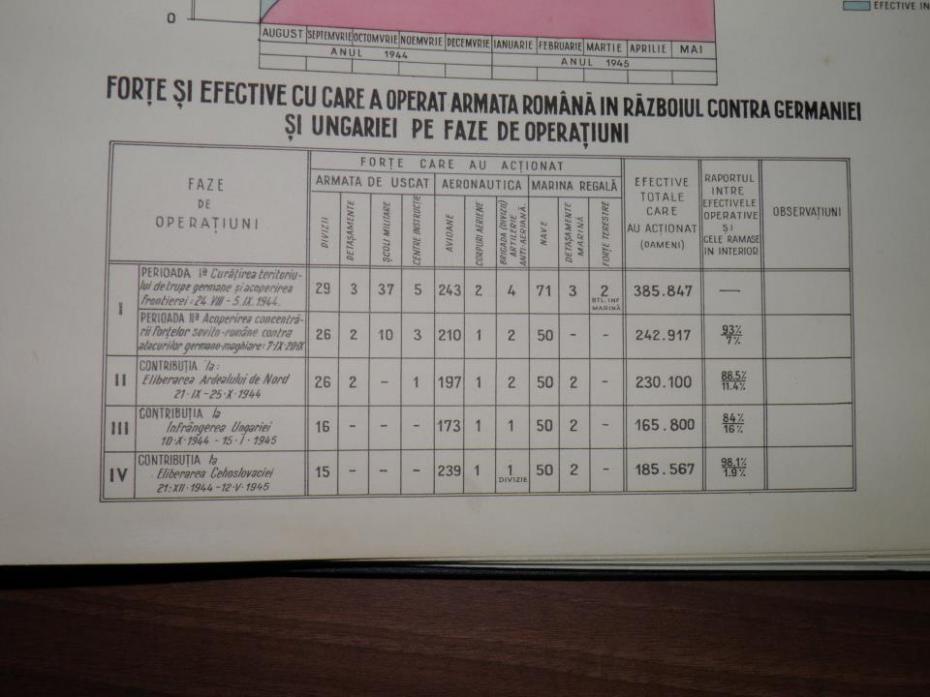 0
EFECTIVE IN
AUGUST SEPTEMVRIE OCTOMVRIE NOEMVRIE DECEMVRIE IANUARIE FEBRUARIE MARTIE APRILIE MAI
ANUL 1944 ANUL 1945
FORȚE ȘI EFECTIVE CU CARE A OPERAT ARMATA ROMÂNĂ IN RĂZBOIUL CONTRA GERMANIEI
ȘI UNGARIEI PE FAZE DE OPERAȚIUNI
FAZE
DE
OPERAȚIUNI
FORȚE CARE AU ACȚIONAT
ARMATA DE USCAT AERONAUTICA MARINA REGALĂ
DIVIZII
DETAȘAMENTE
ȘCOLI MILITARE
CENTRE INSTRUCȚIE
AVIOANE
CORPURI AERIENE
BRIGADA (DIVIZII)
ARTILERIE
ANTI-AERIANĂ.
NAVE
DETAȘAMENTE
MARINĂ
FORȚE TERESTRE
EFECTIVE
TOTALE
CARE
AU ACȚIONAT
(OAMENI)
RAPORTUL
INTRE
EFECTIVELE
OPERATIVE
ȘI
CELE RAMASE
IN INTERIOR
OBSERVAȚIUNI
I
PERIOADA Iª Curățirea teritoriu-
lui de trupe germane și acoperirea
frontierei: 24. VIII - 5. IX. 1944.
29 3 37 5 243 2 4 71 3 2 385.847 —
BTL. INF
MARINĂ
PERIOADA IIª Acoperirea concentră-
rii forțelor sovito-române contra
atacurilor germano-maghiare: 7·IX·20·IX
26 2 10 3 210 1 2 50 - - 242.917 93%
7%
II
CONTRIBUȚIA la:
Eliberarea Ardealului de Nord
21·IX-25·X·1944
26 2 - 1 197 1 2 50 2 - 230.100 88.5%
11.4%
III
CONTRIBUȚIA la
Infrângerea Ungariei
10·X·1944 - 15·I·1945
16 - - - 173 1 1 50 2 - 165.800 84%
16%
IV
CONTRIBUȚIA la
Eliberarea Cehoslovaciei
21·XII·1944-12·V·1945
15 - - - 239 1 1 50 2 - 185.567 98.1%
1.9%
DIVIZIE